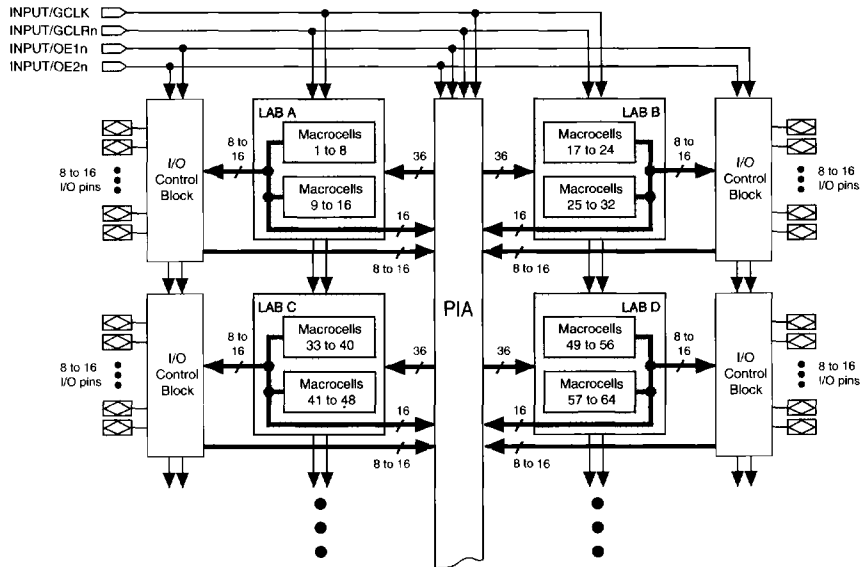 INPUT/GCLK
INPUT/GCLRn
INPUT/OE1n
INPUT/OE2n
LAB A
Macrocells
1 to 8
Macrocells
9 to 16
8 to
16
36
16
8 to 16
I/O
Control
Block
8 to 16
I/O pins
LAB B
Macrocells
17 to 24
Macrocells
25 to 32
8 to
16
36
16
8 to 16
I/O
Control
Block
8 to 16
I/O pins
PIA
LAB C
Macrocells
33 to 40
Macrocells
41 to 48
8 to
16
36
16
8 to 16
I/O
Control
Block
8 to 16
I/O pins
LAB D
Macrocells
49 to 56
Macrocells
57 to 64
8 to
16
36
16
8 to 16
I/O
Control
Block
8 to 16
I/O pins